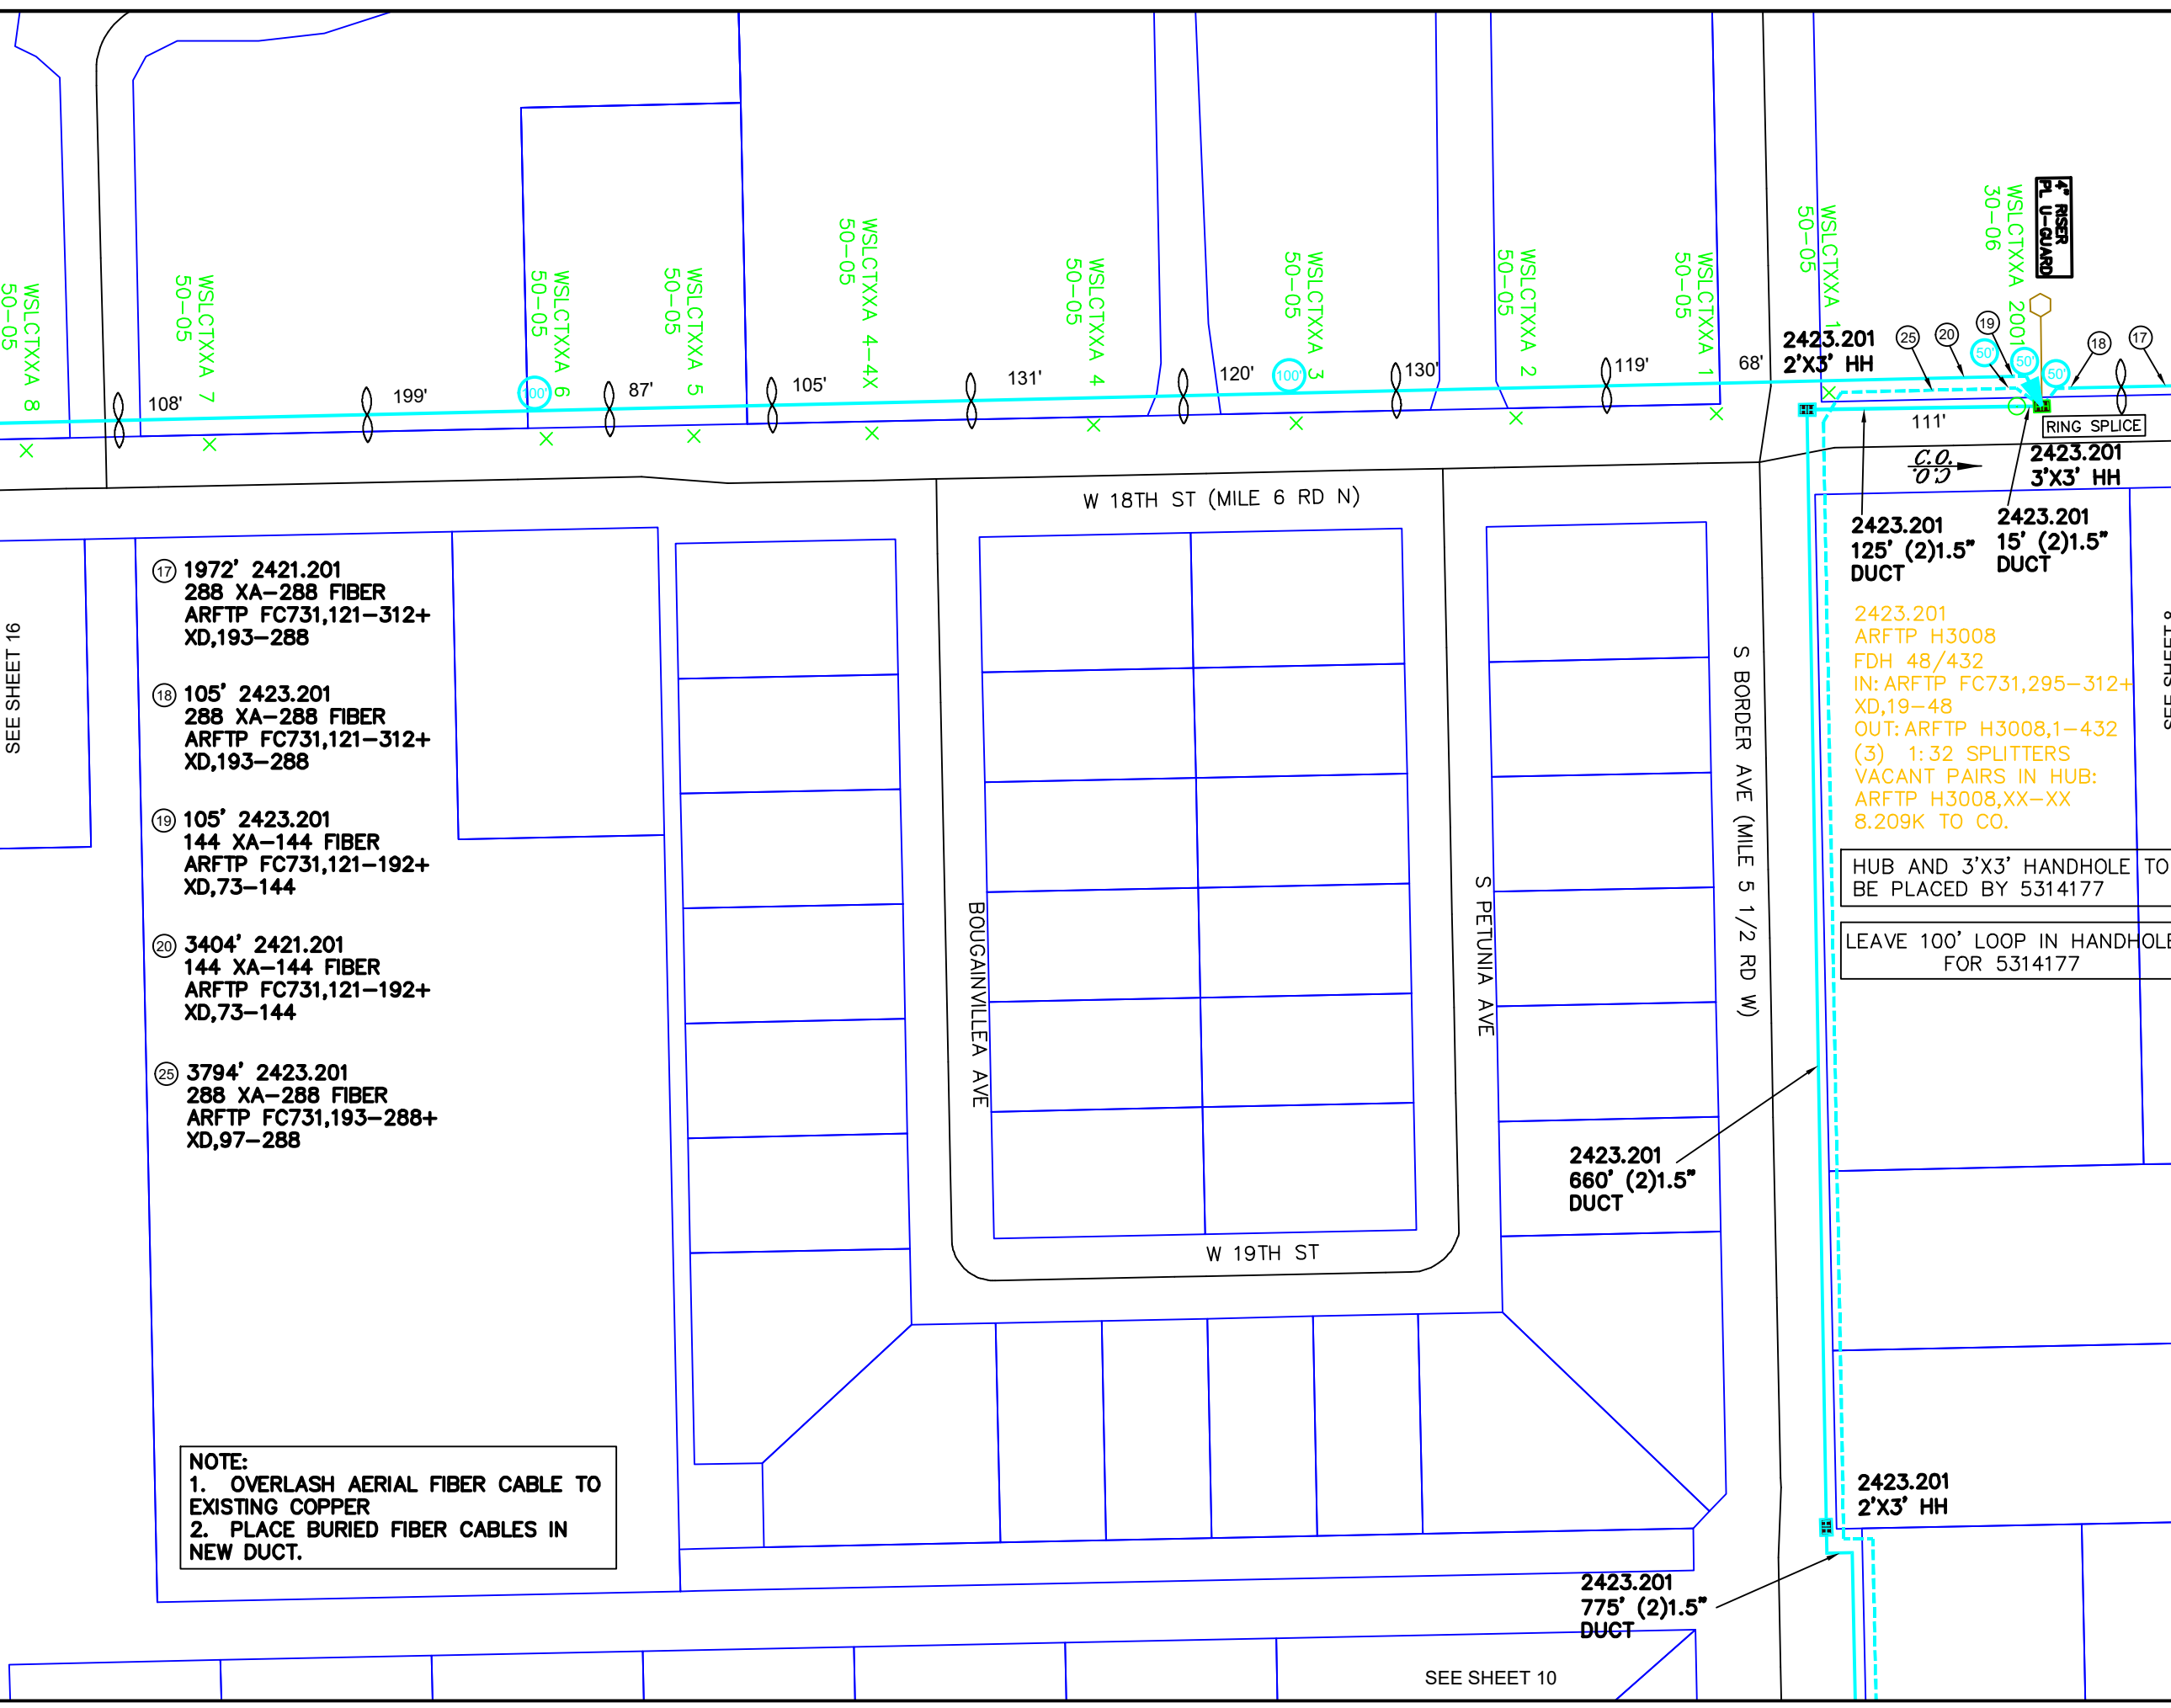 4" RISER
PL U-GUARD
WSLCTXXA 2001
30-06
WSLCTXXA 1
50-05
WSLCTXXA 1
50-05
WSLCTXXA 2
50-05
WSLCTXXA 3
50-05
WSLCTXXA 4
50-05
WSLCTXXA 4-4X
50-05
WSLCTXXA 5
50-05
WSLCTXXA 6
50-05
WSLCTXXA 7
50-05
WSLCTXXA 8
50-05
108'
199'
100'
87'
105'
131'
120'
100'
130'
119'
68'
2423.201
2'X3' HH
25
20
19
18
17
50'
50'
50'
111'
RING SPLICE
C.O.
C.O.
2423.201
3'X3' HH
W 18TH ST (MILE 6 RD N)
2423.201
125' (2)1.5"
DUCT
2423.201
15' (2)1.5"
DUCT
SEE SHEET 16
17 1972' 2421.201
288 XA-288 FIBER
ARFTP FC731,121-312+
XD,193-288
18 105' 2423.201
288 XA-288 FIBER
ARFTP FC731,121-312+
XD,193-288
19 105' 2423.201
144 XA-144 FIBER
ARFTP FC731,121-192+
XD,73-144
20 3404' 2421.201
144 XA-144 FIBER
ARFTP FC731,121-192+
XD,73-144
25 3794' 2423.201
288 XA-288 FIBER
ARFTP FC731,193-288+
XD,97-288
2423.201
ARFTP H3008
FDH 48/432
IN: ARFTP FC731,295-312+
XD,19-48
OUT: ARFTP H3008,1-432
(3) 1:32 SPLITTERS
VACANT PAIRS IN HUB:
ARFTP H3008,XX-XX
8.209K TO CO.
SEE SHEET
HUB AND 3'X3' HANDHOLE TO
BE PLACED BY 5314177
LEAVE 100' LOOP IN HANDHOLE
FOR 5314177
BOUGAINVILLEA AVE
S PETUNIA AVE
S BORDER AVE (MILE 5 1/2 RD W)
2423.201
660' (2)1.5"
DUCT
W 19TH ST
NOTE:
1. OVERLASH AERIAL FIBER CABLE TO
EXISTING COPPER
2. PLACE BURIED FIBER CABLES IN
NEW DUCT.
2423.201
2'X3' HH
2423.201
775' (2)1.5"
DUCT
SEE SHEET 10